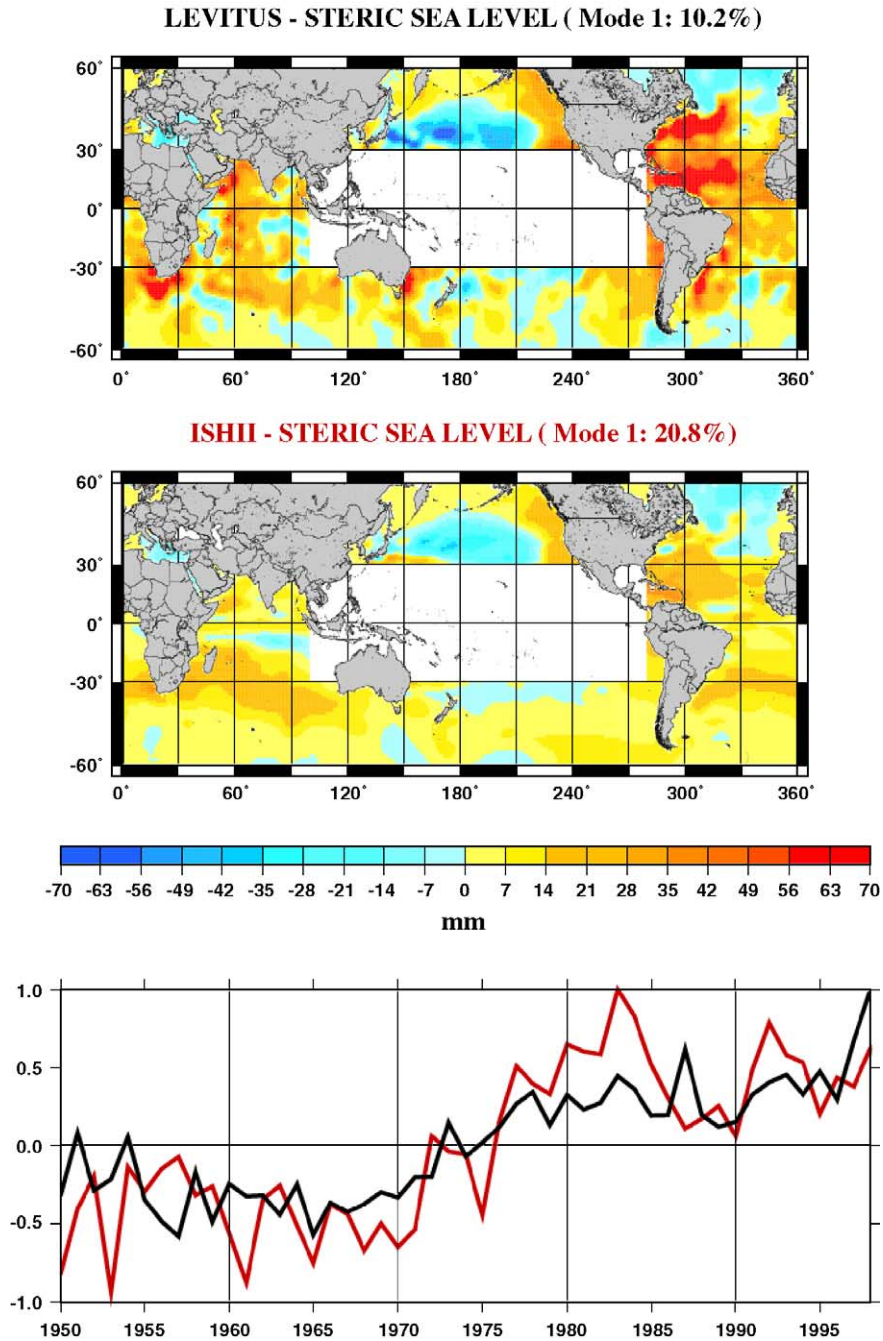 LEVITUS - STERIC SEA LEVEL ( Mode 1: 10.2%)
60˚
30˚
0˚
-30˚
-60˚
0˚ 60˚ 120˚ 180˚ 240˚ 300˚ 360˚
ISHII - STERIC SEA LEVEL ( Mode 1: 20.8%)
60˚
30˚
0˚
-30˚
-60˚
0˚ 60˚ 120˚ 180˚ 240˚ 300˚ 360˚
-70 -63 -56 -49 -42 -35 -28 -21 -14 -7 0 7 14 21 28 35 42 49 56 63 70
mm
1.0
0.5
0.0
-0.5
-1.0
1950 1955 1960 1965 1970 1975 1980 1985 1990 1995